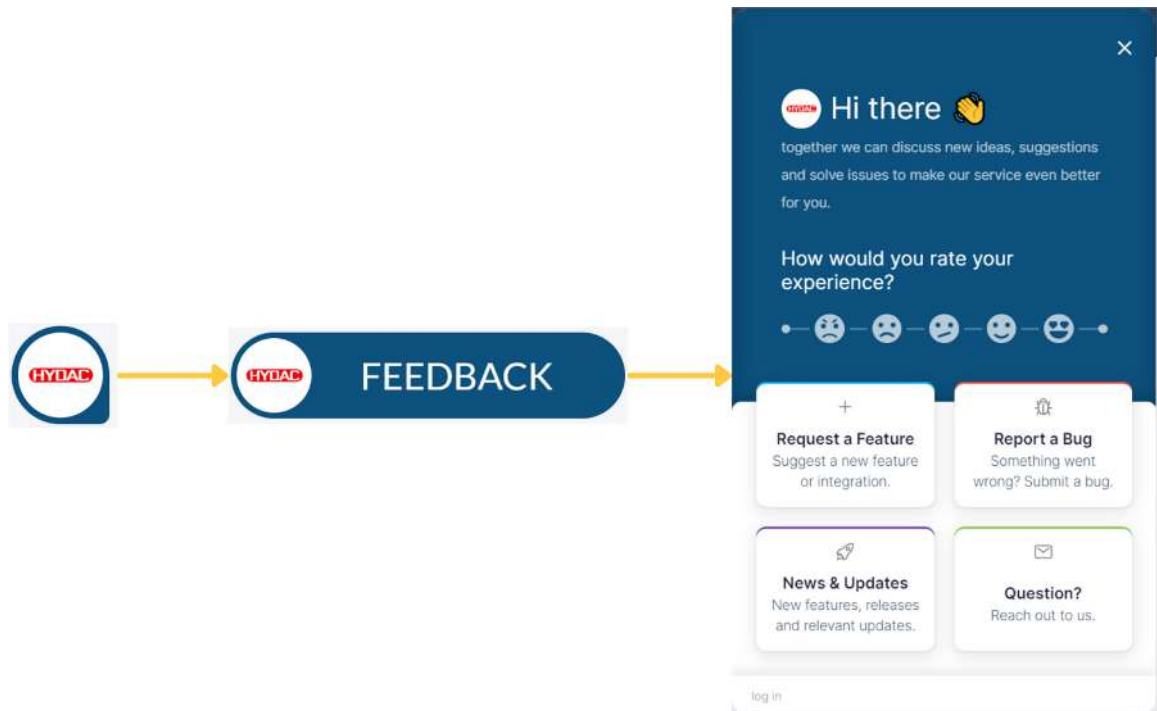 HYDAC
HYDAC
FEEDBACK
HYDAC
Hi there
together we can discuss new ideas, suggestions
and solve issues to make our service even better
for you.
How would you rate your
experience?
Request a Feature
Suggest a new feature
or integration.
Report a Bug
Something went
wrong? Submit a bug.
News & Updates
New features, releases
and relevant updates.
Question?
Reach out to us.
log in